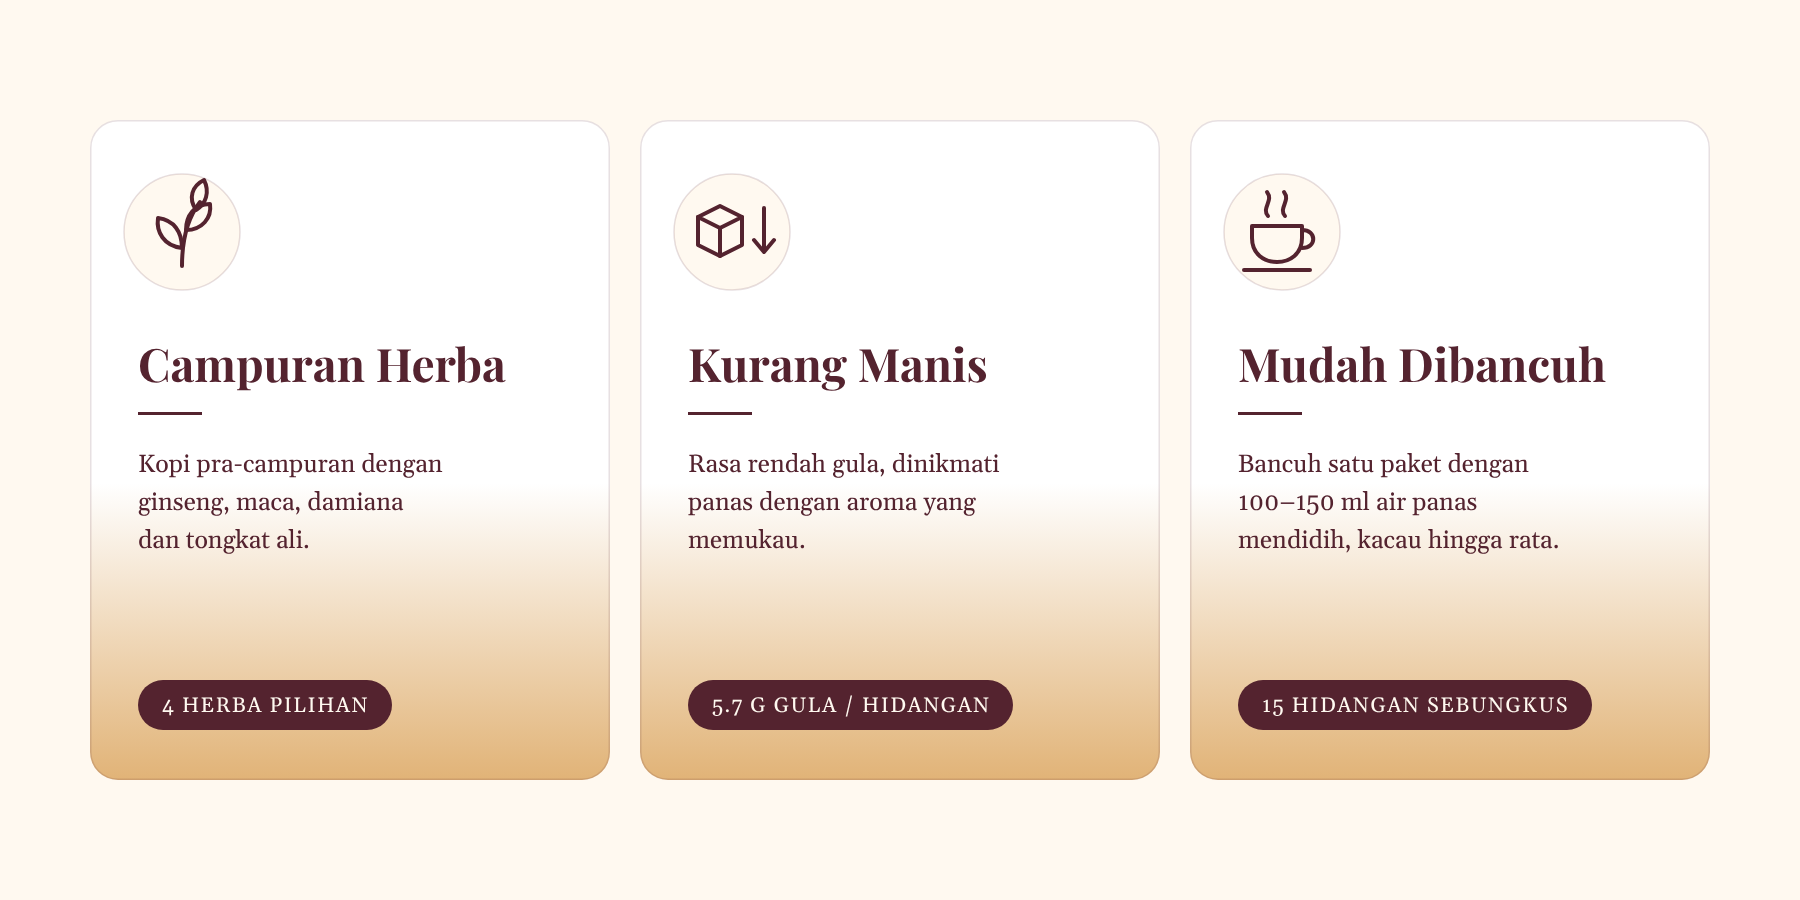 Campuran Herba
Kopi pra-campuran dengan
ginseng, maca, damiana
dan tongkat ali.
4 HERBA PILIHAN
Kurang Manis
Rasa rendah gula, dinikmati
panas dengan aroma yang
memukau.
5.7 G GULA / HIDANGAN
Mudah Dibancuh
Bancuh satu paket dengan
100–150 ml air panas
mendidih, kacau hingga rata.
15 HIDANGAN SEBUNGKUS